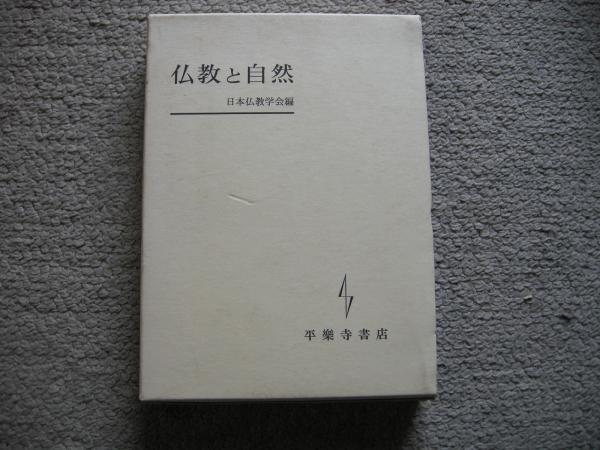 仏教と自然
日本仏教学会編
平樂寺書店